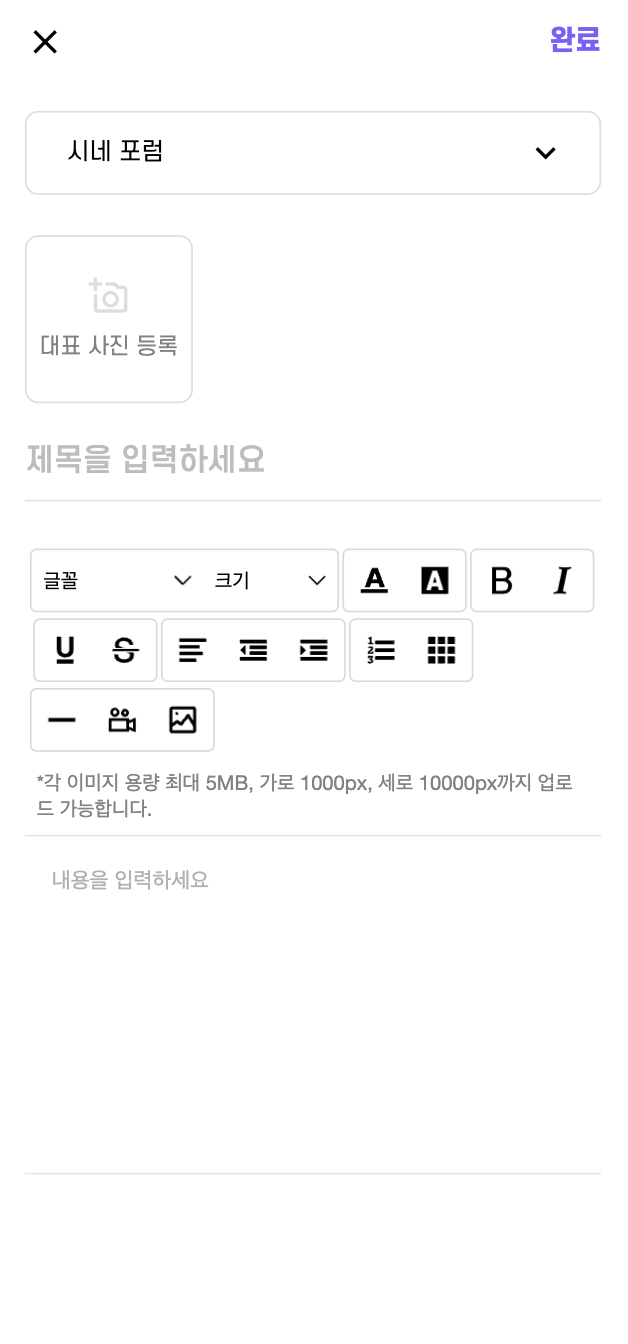 완료
시네 포럼
대표 사진 등록
제목을 입력하세요
글꼴 크기 A A B I
U S 1 2 3
*각 이미지 용량 최대 5MB, 가로 1000px, 세로 10000px까지 업로
드 가능합니다.
내용을 입력하세요